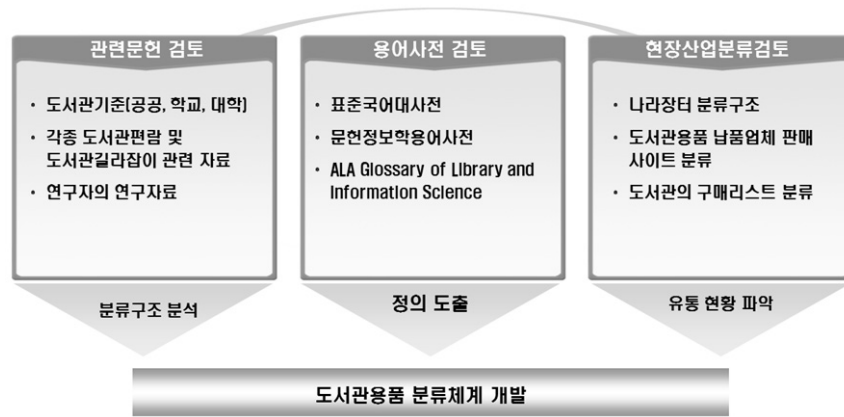 관련문헌 검토
• 도서관기준(공공, 학교, 대학)
• 각종 도서관편람 및
도서관길라잡이 관련 자료
• 연구자의 연구자료
분류구조 분석
용어사전 검토
• 표준국어대사전
• 문헌정보학용어사전
• ALA Glossary of Library and
Information Science
정의 도출
현장산업분류검토
• 나라장터 분류구조
• 도서관용품 납품업체 판매
사이트 분류
• 도서관의 구매리스트 분류
유통 현황 파악
도서관용품 분류체계 개발